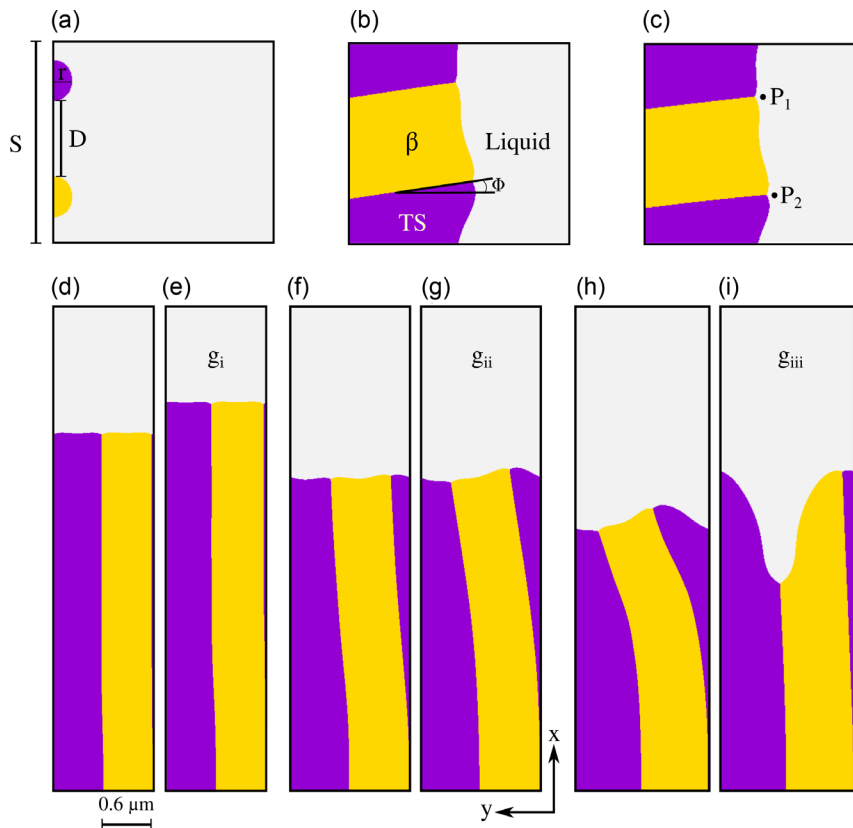 (a)
(b)
(c)
S
r
D
β
Liquid
Φ
TS
P₁
P₂
(d)
(e)
(f)
(g)
(h)
(i)
gᵢ
gᵢᵢ
gᵢᵢᵢ
x
y
0.6 µm